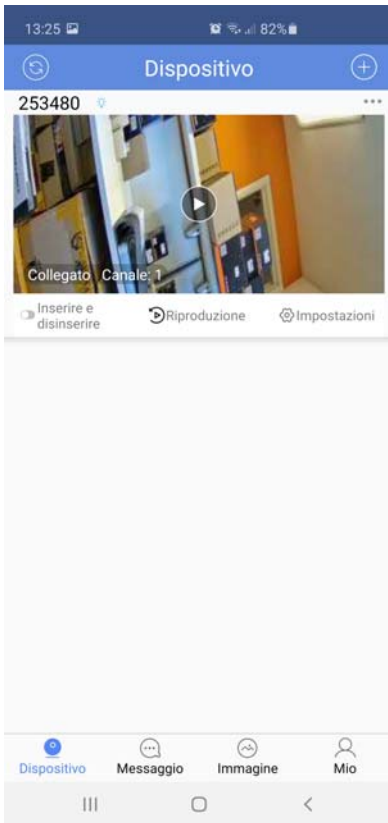 13:25 82%
Dispositivo
253480
Collegato Canale: 1
Inserire e
disinserire
Riproduzione
Impostazioni
Dispositivo Messaggio Immagine Mio